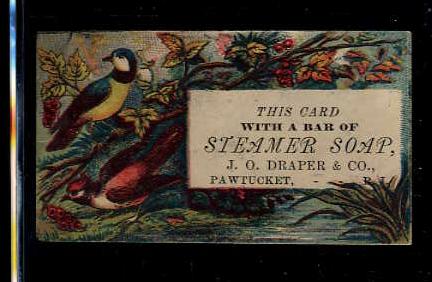 THIS CARD
WITH A BAR OF
STEAMER SOAP,
J. O. DRAPER & CO.,
PAWTUCKET, - - R. I.